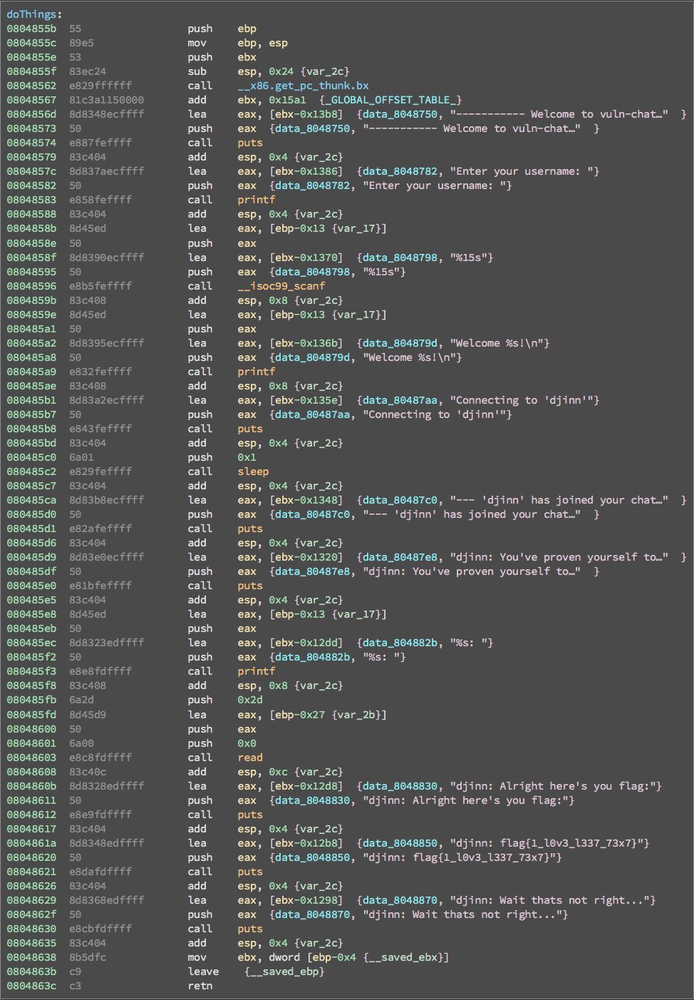 doThings:
0804855b 55 push ebp
0804855c 89e5 mov ebp, esp
0804855e 53 push ebx
0804855f 83ec24 sub esp, 0x24 {var_2c}
08048562 e829ffffff call __x86.get_pc_thunk.bx
08048567 81c3a1150000 add ebx, 0x15a1 {_GLOBAL_OFFSET_TABLE_}
0804856d 8d8348ecffff lea eax, [ebx-0x13b8] {data_8048750, "----------- Welcome to vuln-chat…" }
08048573 50 push eax {data_8048750, "----------- Welcome to vuln-chat…" }
08048574 e887feffff call puts
08048579 83c404 add esp, 0x4 {var_2c}
0804857c 8d837aecffff lea eax, [ebx-0x1386] {data_8048782, "Enter your username: "}
08048582 50 push eax {data_8048782, "Enter your username: "}
08048583 e858feffff call printf
08048588 83c404 add esp, 0x4 {var_2c}
0804858b 8d45ed lea eax, [ebp-0x13 {var_17}]
0804858e 50 push eax
0804858f 8d8390ecffff lea eax, [ebx-0x1370] {data_8048798, "%15s"}
08048595 50 push eax {data_8048798, "%15s"}
08048596 e8b5feffff call __isoc99_scanf
0804859b 83c408 add esp, 0x8 {var_2c}
0804859e 8d45ed lea eax, [ebp-0x13 {var_17}]
080485a1 50 push eax
080485a2 8d8395ecffff lea eax, [ebx-0x136b] {data_804879d, "Welcome %s!\n"}
080485a8 50 push eax {data_804879d, "Welcome %s!\n"}
080485a9 e832feffff call printf
080485ae 83c408 add esp, 0x8 {var_2c}
080485b1 8d83a2ecffff lea eax, [ebx-0x135e] {data_80487aa, "Connecting to 'djinn'"}
080485b7 50 push eax {data_80487aa, "Connecting to 'djinn'"}
080485b8 e843feffff call puts
080485bd 83c404 add esp, 0x4 {var_2c}
080485c0 6a01 push 0x1
080485c2 e829feffff call sleep
080485c7 83c404 add esp, 0x4 {var_2c}
080485ca 8d83b8ecffff lea eax, [ebx-0x1348] {data_80487c0, "--- 'djinn' has joined your chat…" }
080485d0 50 push eax {data_80487c0, "--- 'djinn' has joined your chat…" }
080485d1 e82afeffff call puts
080485d6 83c404 add esp, 0x4 {var_2c}
080485d9 8d83e0ecffff lea eax, [ebx-0x1320] {data_80487e8, "djinn: You've proven yourself to…" }
080485df 50 push eax {data_80487e8, "djinn: You've proven yourself to…" }
080485e0 e81bfeffff call puts
080485e5 83c404 add esp, 0x4 {var_2c}
080485e8 8d45ed lea eax, [ebp-0x13 {var_17}]
080485eb 50 push eax
080485ec 8d8323edffff lea eax, [ebx-0x12dd] {data_804882b, "%s: "}
080485f2 50 push eax {data_804882b, "%s: "}
080485f3 e8e8fdffff call printf
080485f8 83c408 add esp, 0x8 {var_2c}
080485fb 6a2d push 0x2d
080485fd 8d45d9 lea eax, [ebp-0x27 {var_2b}]
08048600 50 push eax
08048601 6a00 push 0x0
08048603 e8c8fdffff call read
08048608 83c40c add esp, 0xc {var_2c}
0804860b 8d8328edffff lea eax, [ebx-0x12d8] {data_8048830, "djinn: Alright here's you flag:"}
08048611 50 push eax {data_8048830, "djinn: Alright here's you flag:"}
08048612 e8e9fdffff call puts
08048617 83c404 add esp, 0x4 {var_2c}
0804861a 8d8348edffff lea eax, [ebx-0x12b8] {data_8048850, "djinn: flag{1_l0v3_l337_73x7}"}
08048620 50 push eax {data_8048850, "djinn: flag{1_l0v3_l337_73x7}"}
08048621 e8dafdffff call puts
08048626 83c404 add esp, 0x4 {var_2c}
08048629 8d8368edffff lea eax, [ebx-0x1298] {data_8048870, "djinn: Wait thats not right..."}
0804862f 50 push eax {data_8048870, "djinn: Wait thats not right..."}
08048630 e8cbfdffff call puts
08048635 83c404 add esp, 0x4 {var_2c}
08048638 8b5dfc mov ebx, dword [ebp-0x4 {__saved_ebx}]
0804863b c9 leave {__saved_ebp}
0804863c c3 retn